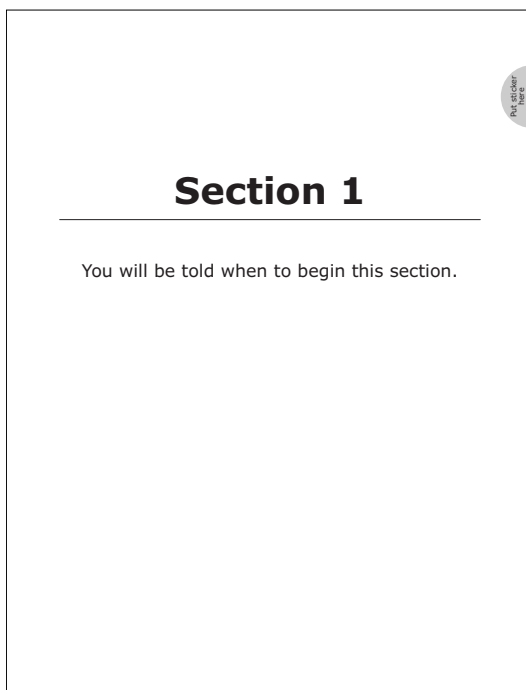 Put sticker
here
Section 1
You will be told when to begin this section.